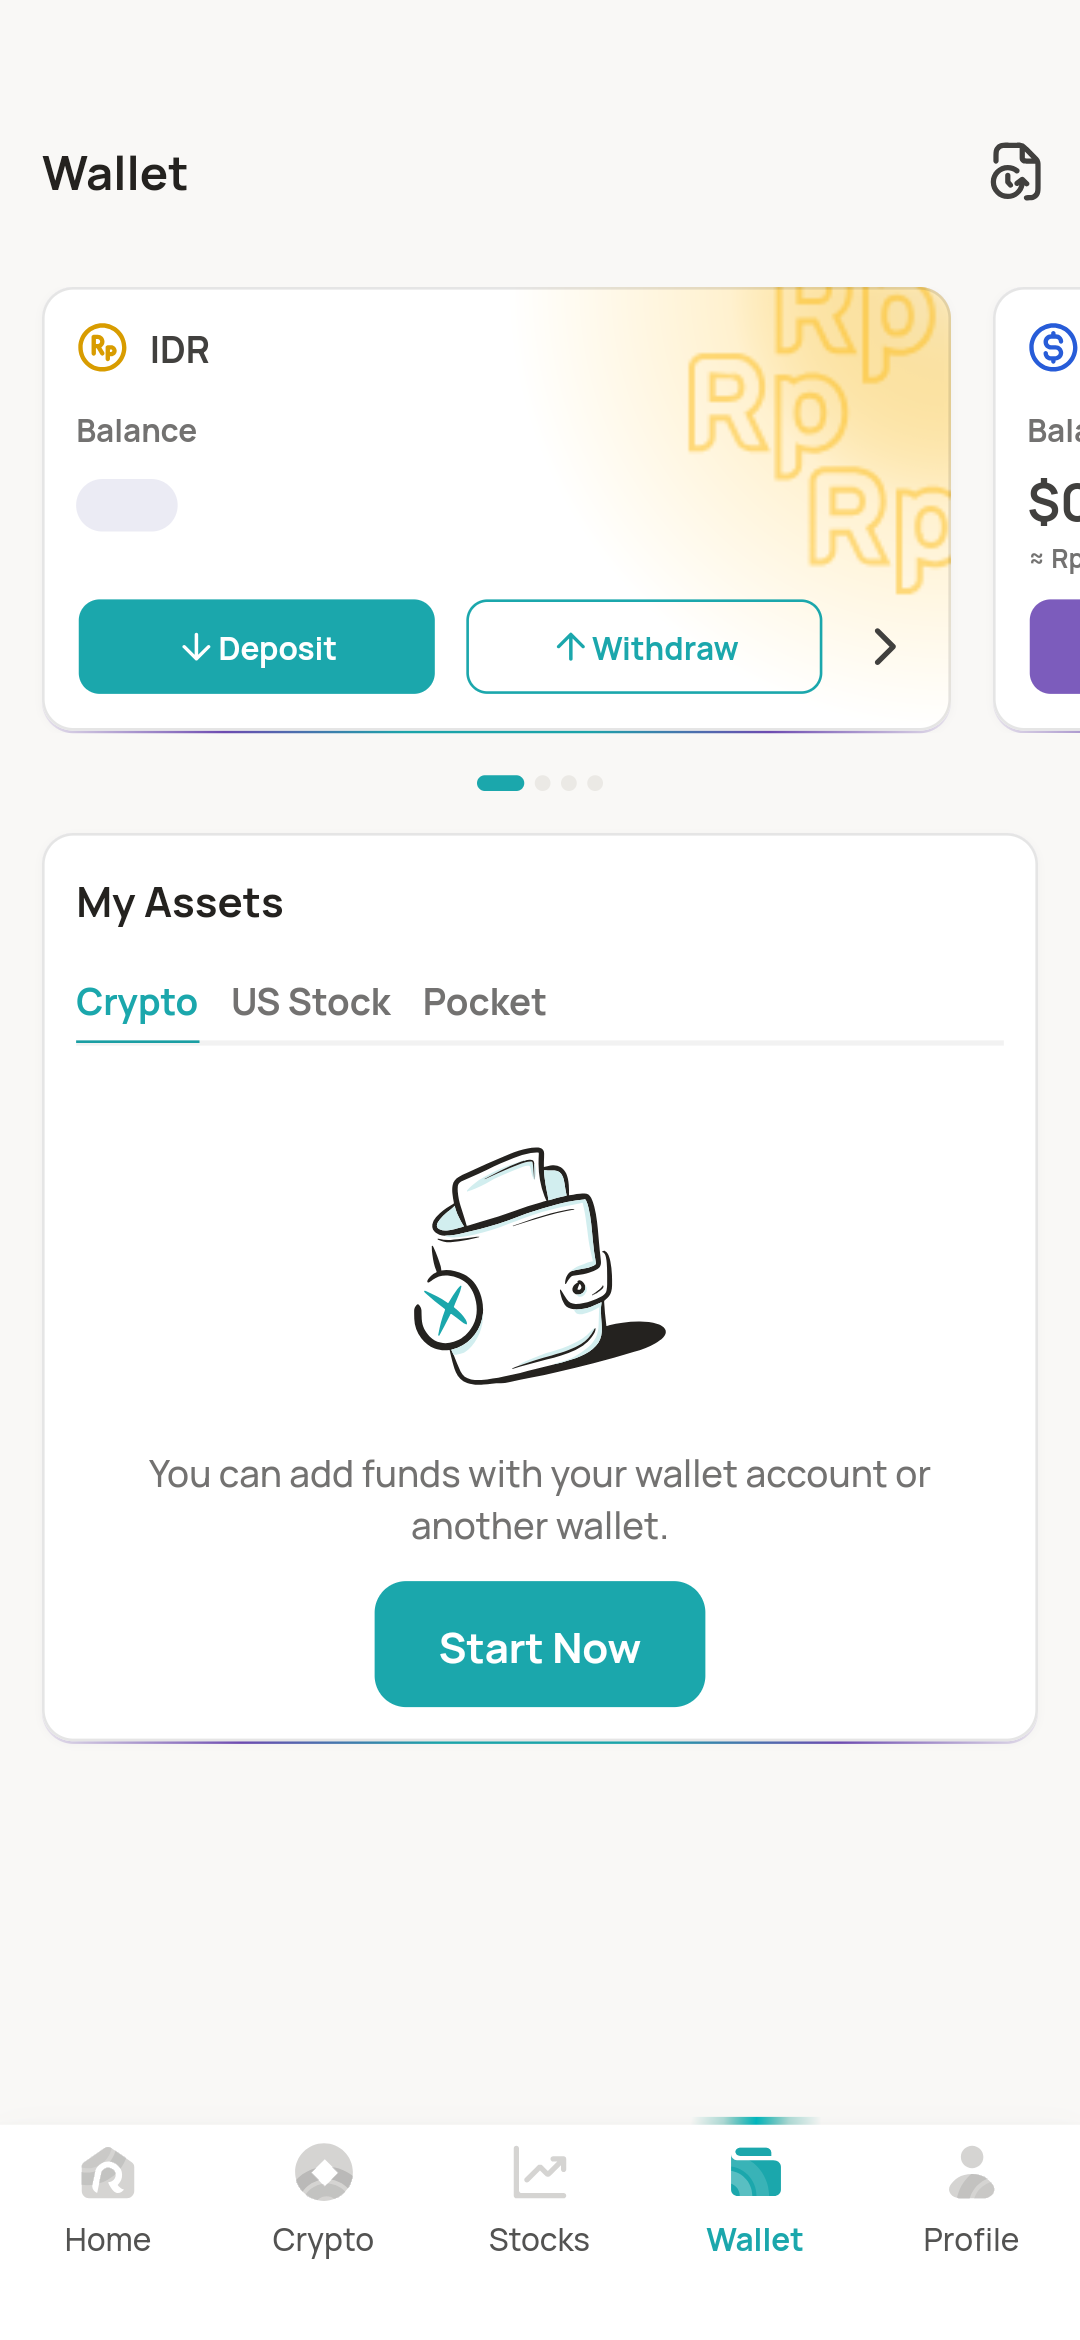 Wallet
Rp IDR
Rp
Rp
Rp
$
Balance
Bala
$0
≈ Rp
Deposit
Withdraw
My Assets
Crypto US Stock Pocket
You can add funds with your wallet account or
another wallet.
Start Now
Home Crypto Stocks Wallet Profile